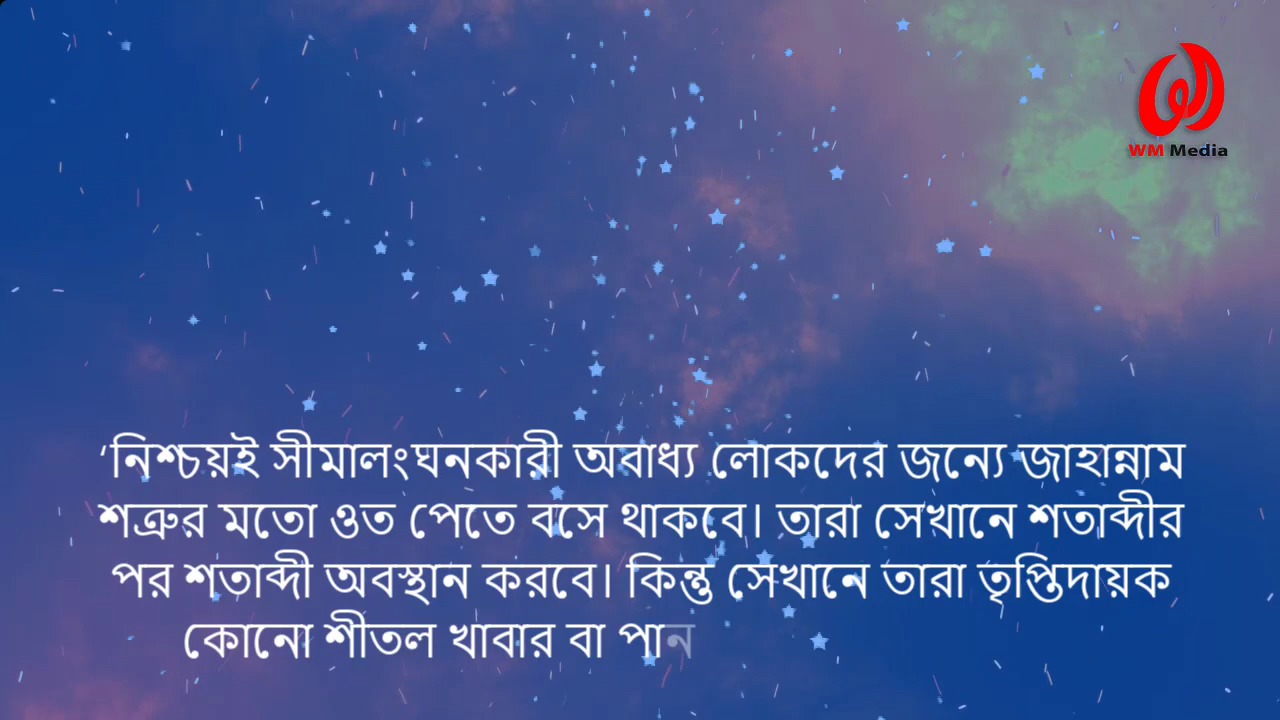 WM Media
‘নিশ্চয়ই সীমালংঘনকারী অবাধ্য লোকদের জন্যে জাহান্নাম
শত্রুর মতো ওত পেতে বসে থাকবে। তারা সেখানে শতাব্দীর
পর শতাব্দী অবস্থান করবে। কিন্তু সেখানে তারা তৃপ্তিদায়ক
কোনো শীতল খাবার বা পান